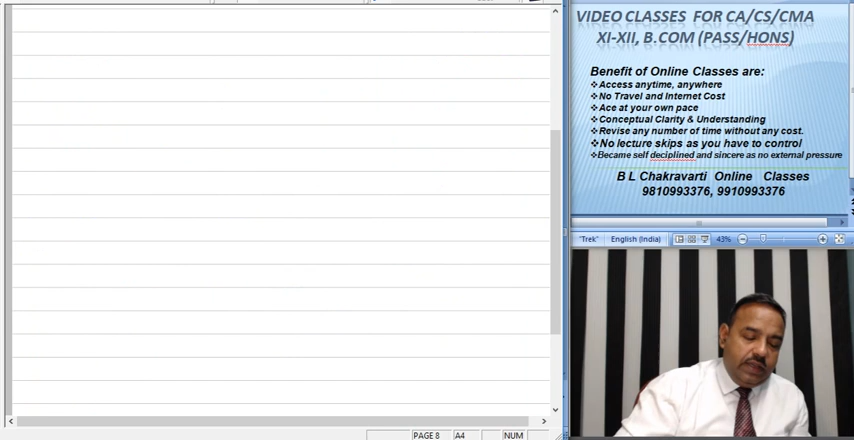 VIDEO CLASSES FOR CA/CS/CMA
XI-XII, B.COM (PASS/HONS)
Benefit of Online Classes are:
❖Access anytime, anywhere
❖No Travel and Internet Cost
❖Ace at your own pace
❖Conceptual Clarity & Understanding
❖Revise any number of time without any cost.
❖No lecture skips as you have to control
❖Became self deciplined and sincere as no external pressure
B L Chakravarti Online Classes
9810993376, 9910993376
"Trek" English (India) 43%
PAGE 8 A4 NUM